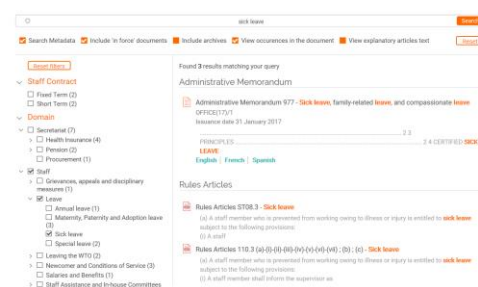 sick leave
Search
Search Metadata
Include 'in force' documents
Include archives
View occurences in the document
View explanatory articles text
Reset
Reset filters
Staff Contract
Fixed Term (2)
Short Term (2)
Domain
Secretariat (7)
Health Insurance (4)
Pension (2)
Procurement (1)
Staff
Grievances, appeals and disciplinary
measures (1)
Leave
Annual leave (1)
Maternity, Paternity and Adoption leave
(3)
Sick leave
Special leave (2)
Leaving the WTO (2)
Newcomer and Conditions of Service (3)
Salaries and Benefits (1)
Staff Assistance and In-house Committees
Found 3 results matching your query
Administrative Memorandum
Administrative Memorandum 977 - Sick leave, family-related leave, and compassionate leave
OFFICE(17)/1
Issuance date 31 January 2017
2 3
PRINCIPLES 2 4 CERTIFIED SICK
LEAVE
English | French | Spanish
Rules Articles
Rules Articles ST08.3 - Sick leave
(a) A staff member who is prevented from working owing to illness or injury is entitled to sick leave
subject to the following provisions:
(i) A staff
Rules Articles 110.3 (a)-(i)-(ii)-(iii)-(iv)-(v)-(vi)-(vii) ; (b) ; (c) - Sick leave
(a) A staff member who is prevented from working owing to illness or injury is entitled to sick leave
subject to the following provisions:
(i) A staff member shall inform the supervisor as